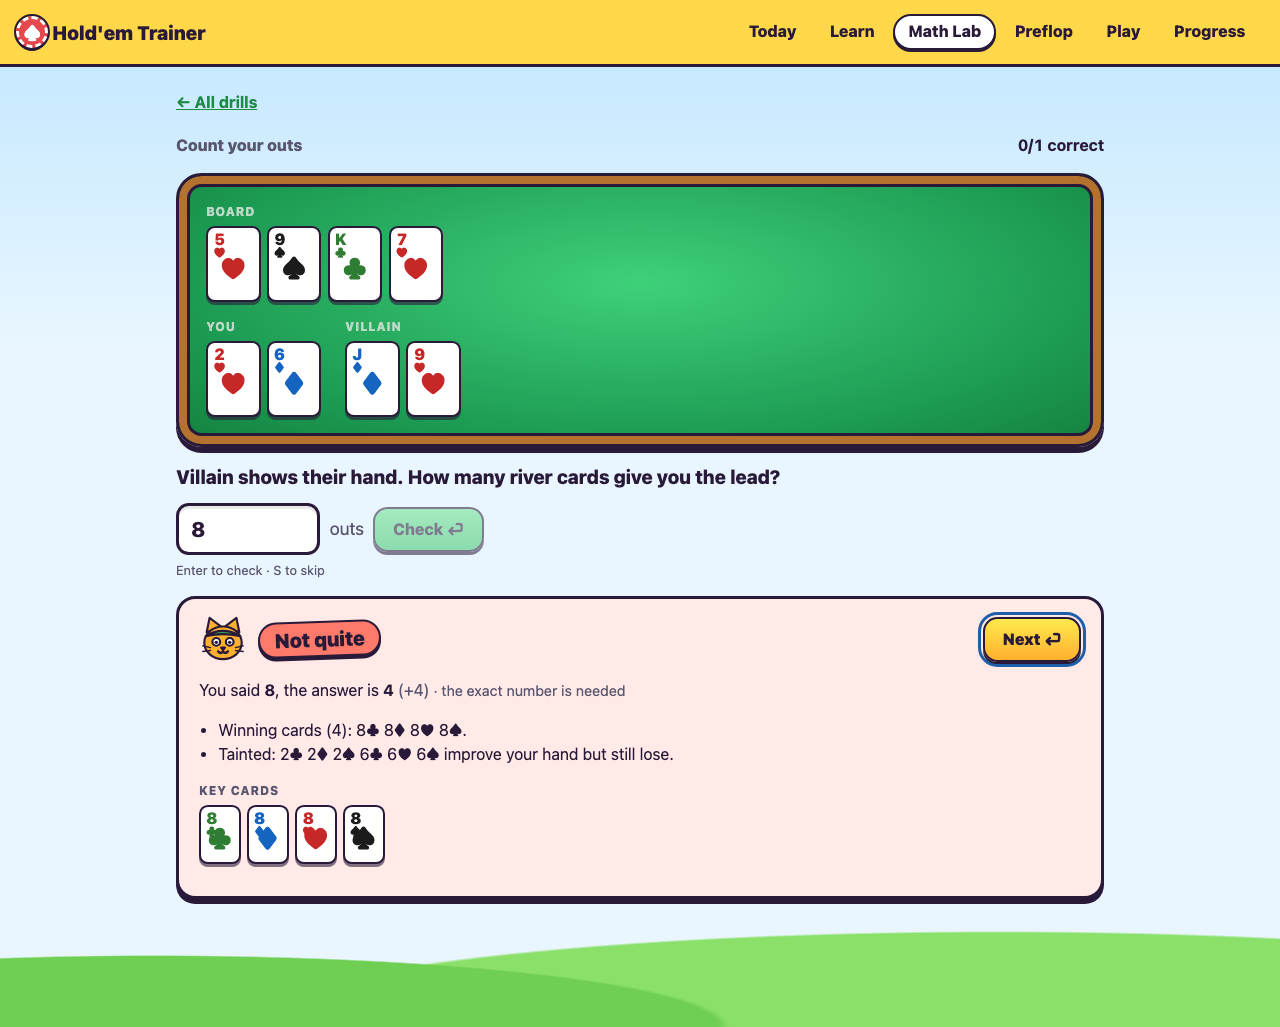 Hold'em Trainer
Today Learn Math Lab Preflop Play Progress
← All drills
Count your outs 0/1 correct
BOARD
5♥ 9♠ K♣ 7♥
YOU VILLAIN
2♥ 6♦ J♦ 9♥
Villain shows their hand. How many river cards give you the lead?
8 outs Check ⏎
Enter to check · S to skip
Not quite Next ⏎
You said 8, the answer is 4 (+4) · the exact number is needed
• Winning cards (4): 8♣ 8♦ 8♥ 8♠.
• Tainted: 2♣ 2♦ 2♠ 6♣ 6♥ 6♠ improve your hand but still lose.
KEY CARDS
8♣ 8♦ 8♥ 8♠